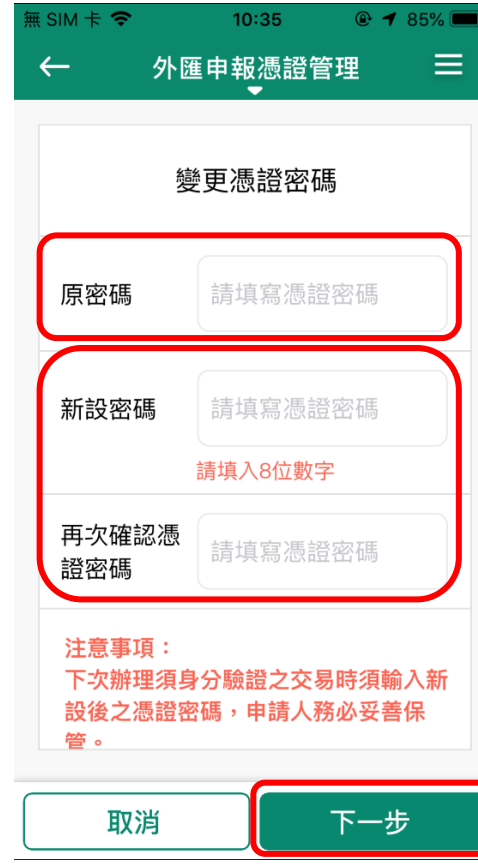 無 SIM 卡 10:35 85%
外匯申報憑證管理
變更憑證密碼
原密碼 請填寫憑證密碼
新設密碼 請填寫憑證密碼
請填入8位數字
再次確認憑
證密碼
請填寫憑證密碼
注意事項：
下次辦理須身分驗證之交易時須輸入新
設後之憑證密碼，申請人務必妥善保
管。
取消 下一步